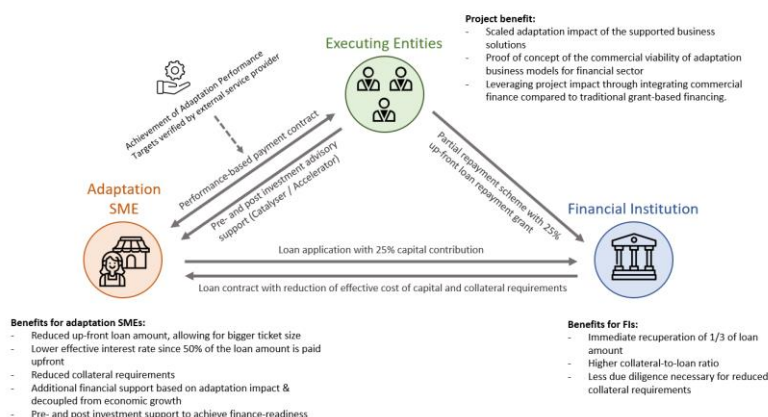 Project benefit:
- Scaled adaptation impact of the supported business
solutions
- Proof of concept of the commercial viability of adaptation
business models for financial sector
- Leveraging project impact through integrating commercial
finance compared to traditional grant-based financing.
Executing Entities
Achievement of Adaptation Performance
Targets verified by external service provider
Performance-based payment contract
Pre- and post investment advisory
support (Catalyser / Accelerator)
Partial repayment scheme with 25%
up-front loan repayment grant
Adaptation
SME
Financial Institution
Loan application with 25% capital contribution
Loan contract with reduction of effective cost of capital and collateral requirements
Benefits for adaptation SMEs:
- Reduced up-front loan amount, allowing for bigger ticket size
- Lower effective interest rate since 50% of the loan amount is paid
upfront
- Reduced collateral requirements
- Additional financial support based on adaptation impact &
decoupled from economic growth
- Pre- and post investment support to achieve finance-readiness
Benefits for FIs:
- Immediate recuperation of 1/3 of loan
amount
- Higher collateral-to-loan ratio
- Less due diligence necessary for reduced
collateral requirements